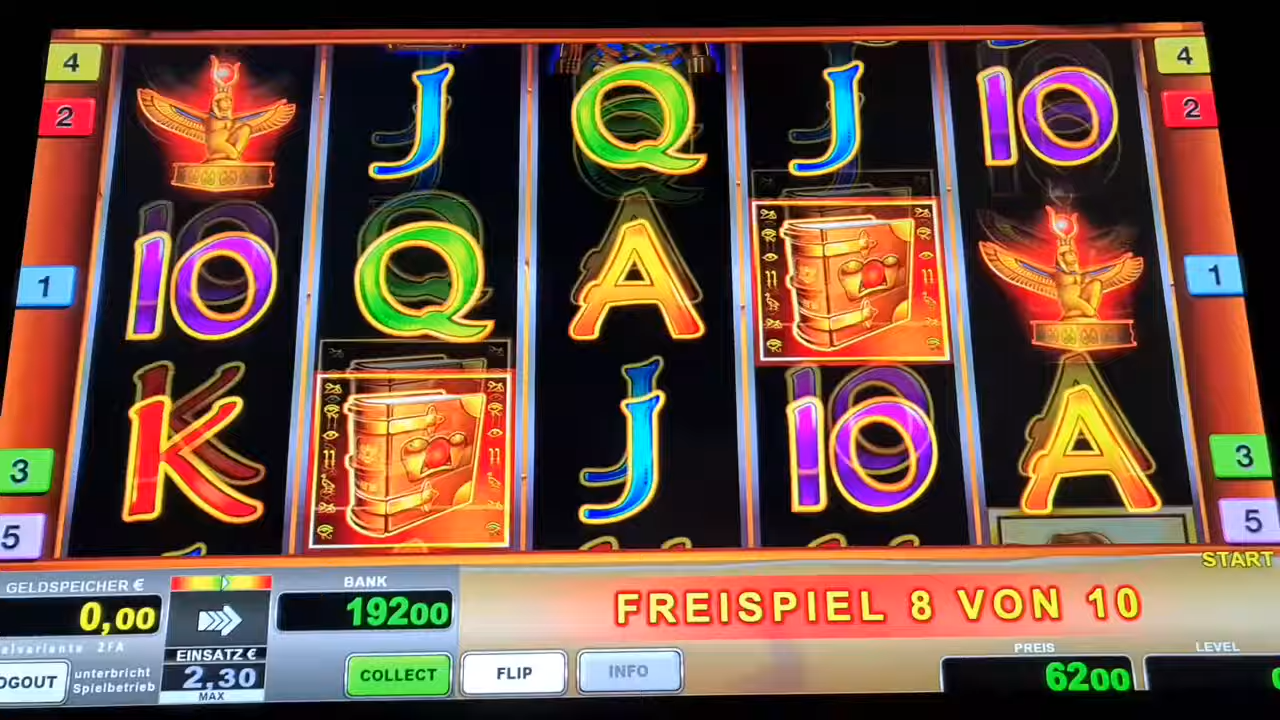 4 4
2 J Q J 10 2
10 Q A
1 1
K J 10 A
3 3
5 5
START
GELDSPEICHER € BANK
0,00 19200 FREISPIEL 8 VON 10
2FA
EINSATZ € PREIS LEVEL
unterbricht COLLECT FLIP INFO
OGOUT Spielbetrieb 2,30 6200
MAX